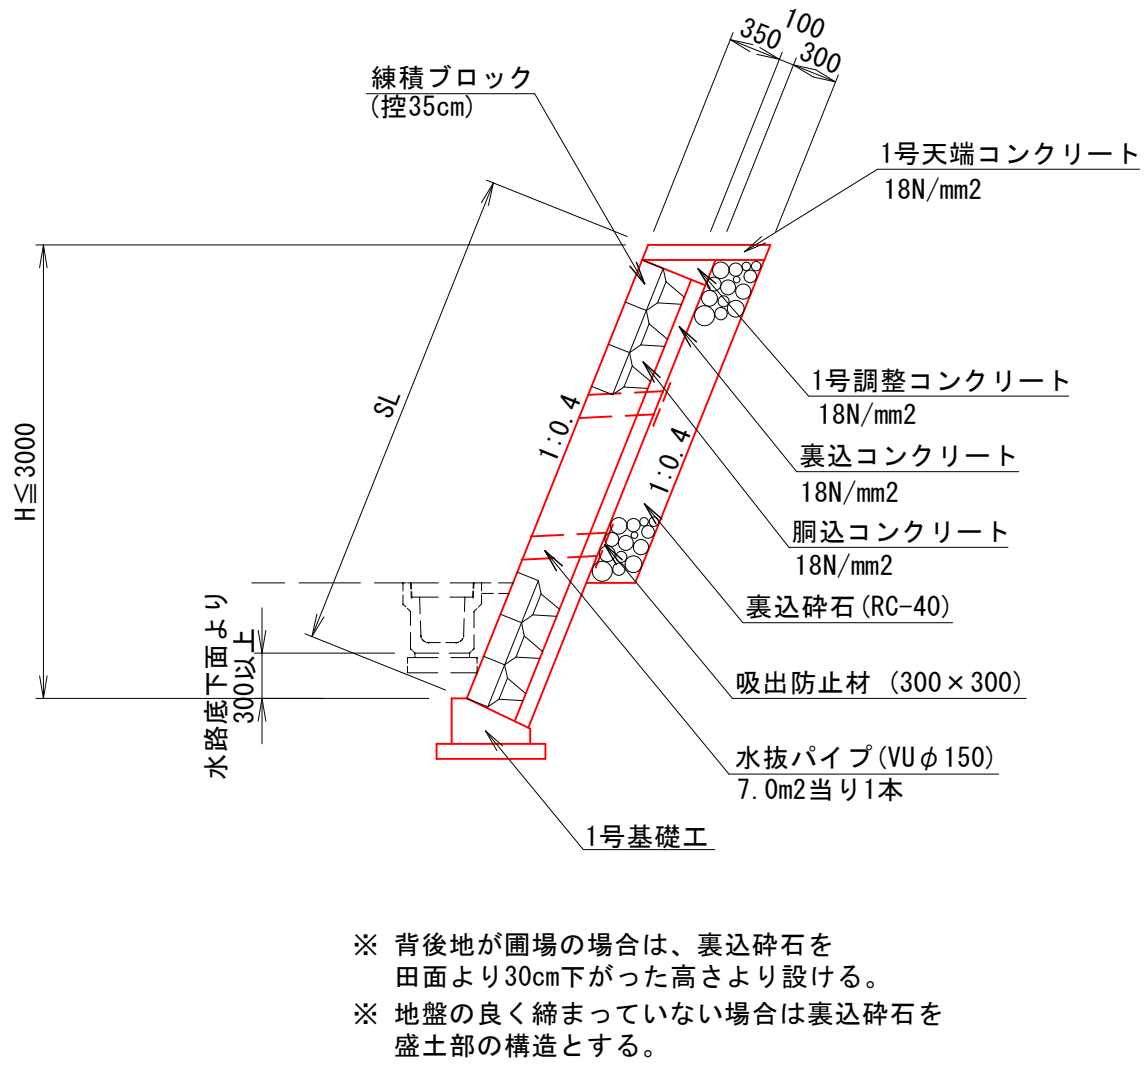 100
350
300
練積ブロック
(控35cm)
1号天端コンクリート
18N/mm2
SL
H≦3000
1:0.4
1:0.4
1号調整コンクリート
18N/mm2
裏込コンクリート
18N/mm2
胴込コンクリート
18N/mm2
裏込砕石(RC-40)
水路底下面より
300以上
吸出防止材 (300×300)
水抜パイプ(VUφ150)
7.0m2当り1本
1号基礎工
※ 背後地が圃場の場合は、裏込砕石を
田面より30cm下がった高さより設ける。
※ 地盤の良く締まっていない場合は裏込砕石を
盛土部の構造とする。